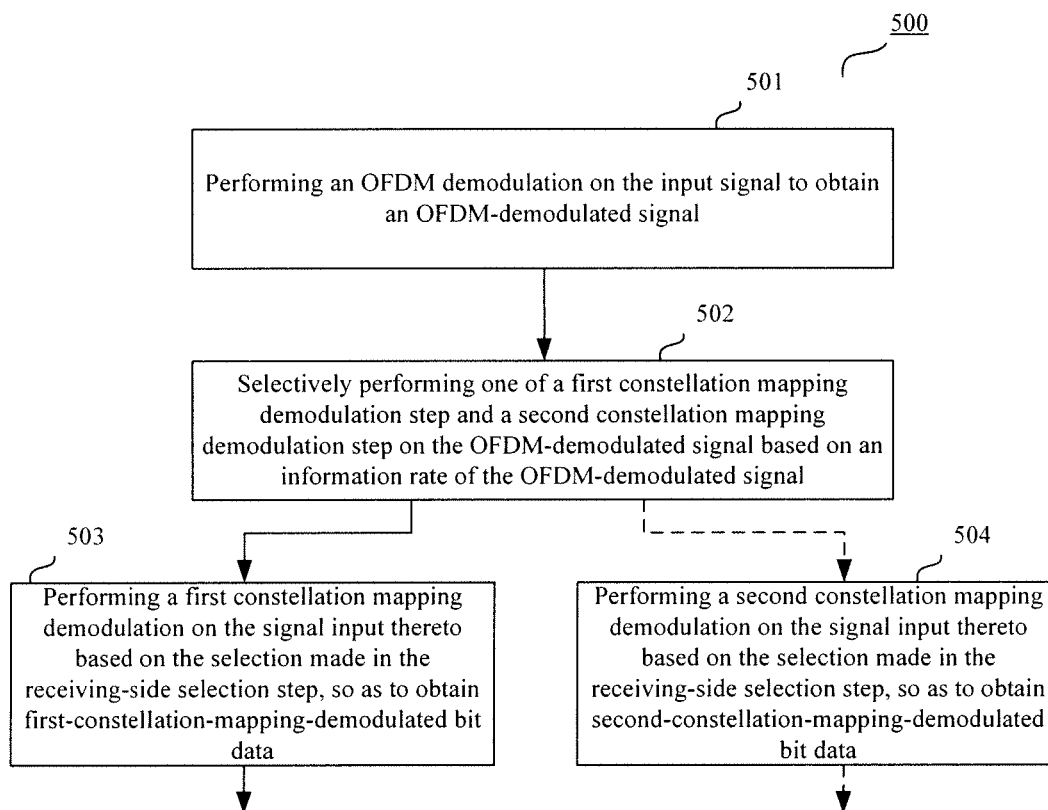 500
501
Performing an OFDM demodulation on the input signal to obtain
an OFDM-demodulated signal
502
Selectively performing one of a first constellation mapping
demodulation step and a second constellation mapping
demodulation step on the OFDM-demodulated signal based on an
information rate of the OFDM-demodulated signal
503
Performing a first constellation mapping
demodulation on the signal input thereto
based on the selection made in the
receiving-side selection step, so as to obtain
first-constellation-mapping-demodulated bit
data
504
Performing a second constellation mapping
demodulation on the signal input thereto
based on the selection made in the
receiving-side selection step, so as to obtain
second-constellation-mapping-demodulated
bit data